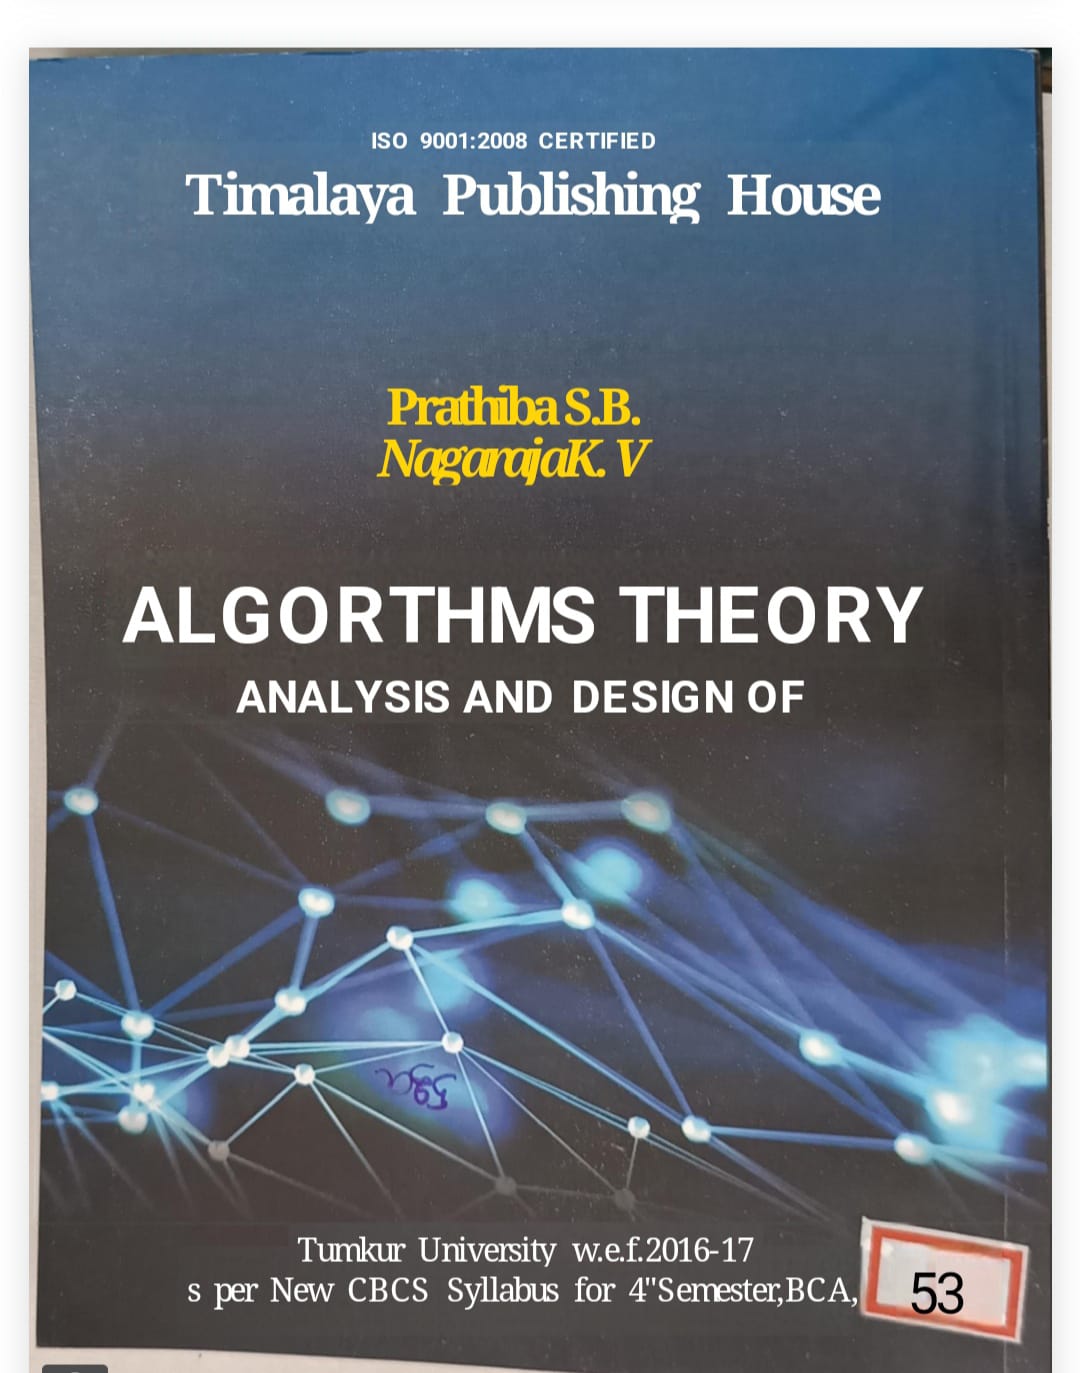 ISO 9001:2008 CERTIFIED
Timalaya Publishing House
Prathiba S.B.
NagarajaK. V
ALGORTHMS THEORY
ANALYSIS AND DESIGN OF
Tumkur University w.e.f.2016-17
s per New CBCS Syllabus for 4"Semester,BCA,
53